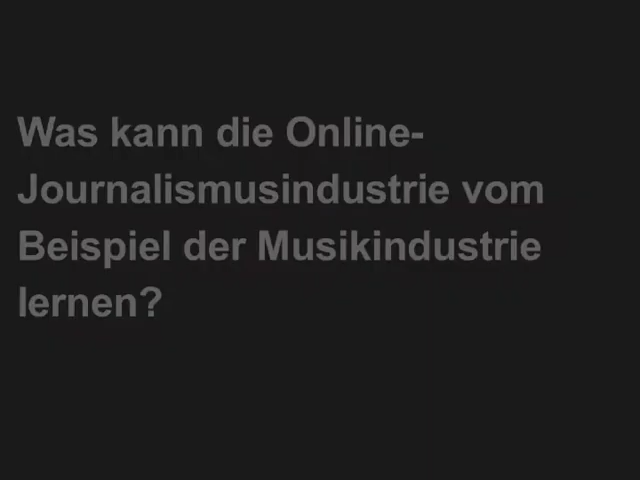 Was kann die Online-
Journalismusindustrie vom
Beispiel der Musikindustrie
lernen?